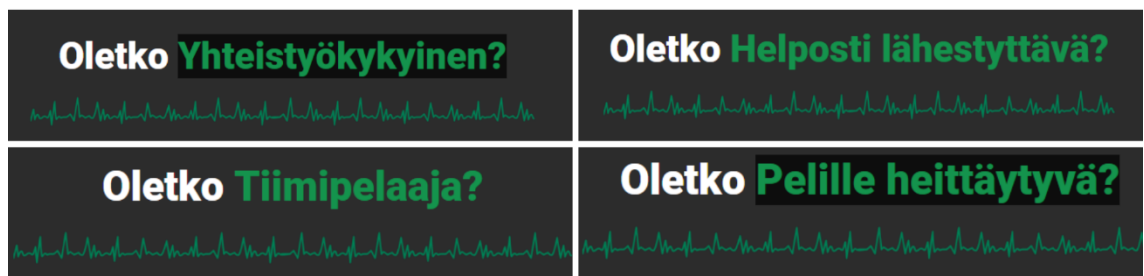 Oletko Yhteistyökykyinen?
Oletko Helposti lähestyttävä?
Oletko Tiimipelaaja?
Oletko Pelille heittäytyvä?